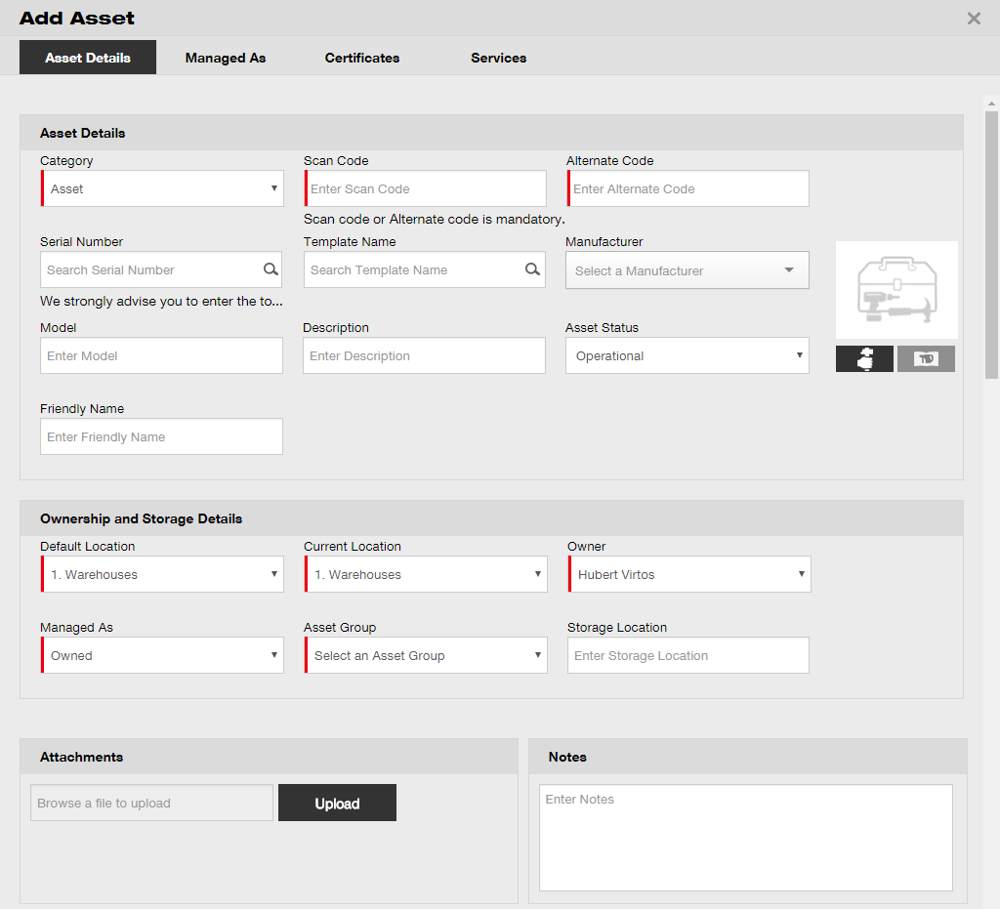 Add Asset
Asset Details Managed As Certificates Services
Asset Details
Category Scan Code Alternate Code
Asset Enter Scan Code Enter Alternate Code
Scan code or Alternate code is mandatory.
Serial Number Template Name Manufacturer
Search Serial Number Search Template Name Select a Manufacturer
We strongly advise you to enter the to...
Model Description Asset Status
Enter Model Enter Description Operational
Friendly Name
Enter Friendly Name
Ownership and Storage Details
Default Location Current Location Owner
1. Warehouses 1. Warehouses Hubert Virtos
Managed As Asset Group Storage Location
Owned Select an Asset Group Enter Storage Location
Attachments Notes
Browse a file to upload Upload Enter Notes